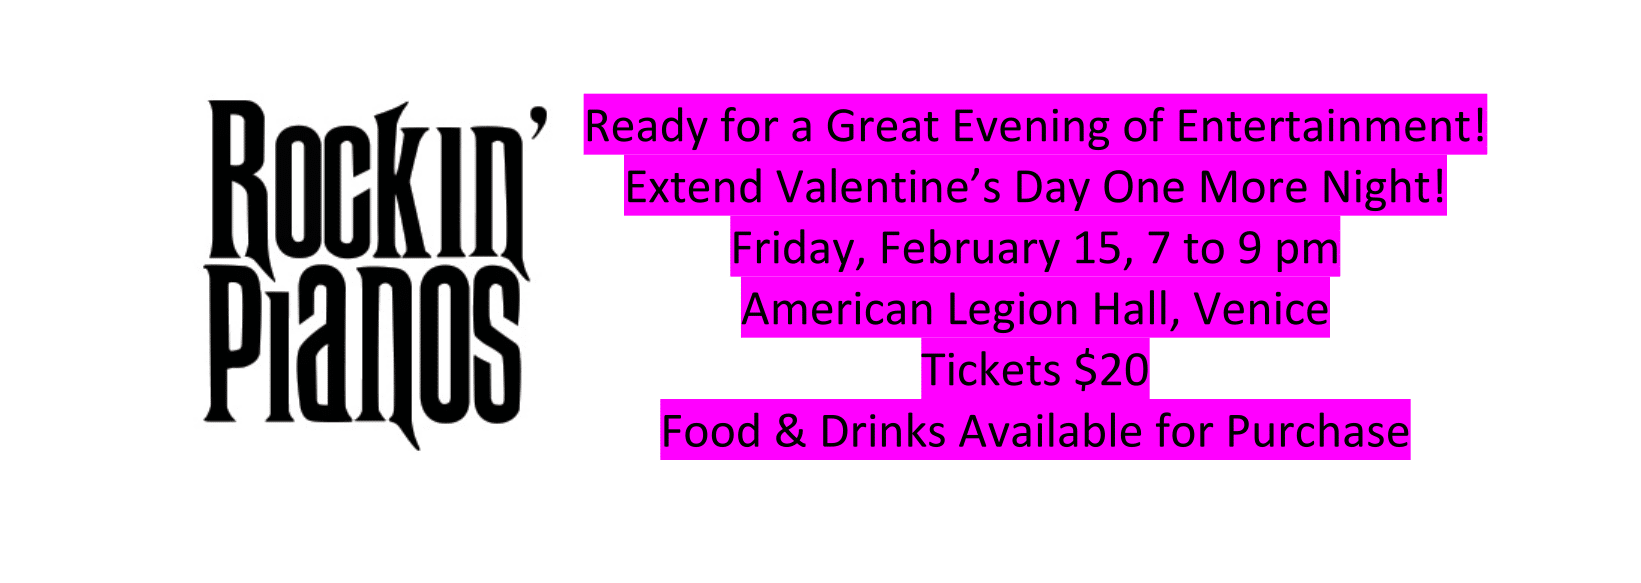 Rockin'
Pianos
Ready for a Great Evening of Entertainment!
Extend Valentine’s Day One More Night!
Friday, February 15, 7 to 9 pm
American Legion Hall, Venice
Tickets $20
Food & Drinks Available for Purchase